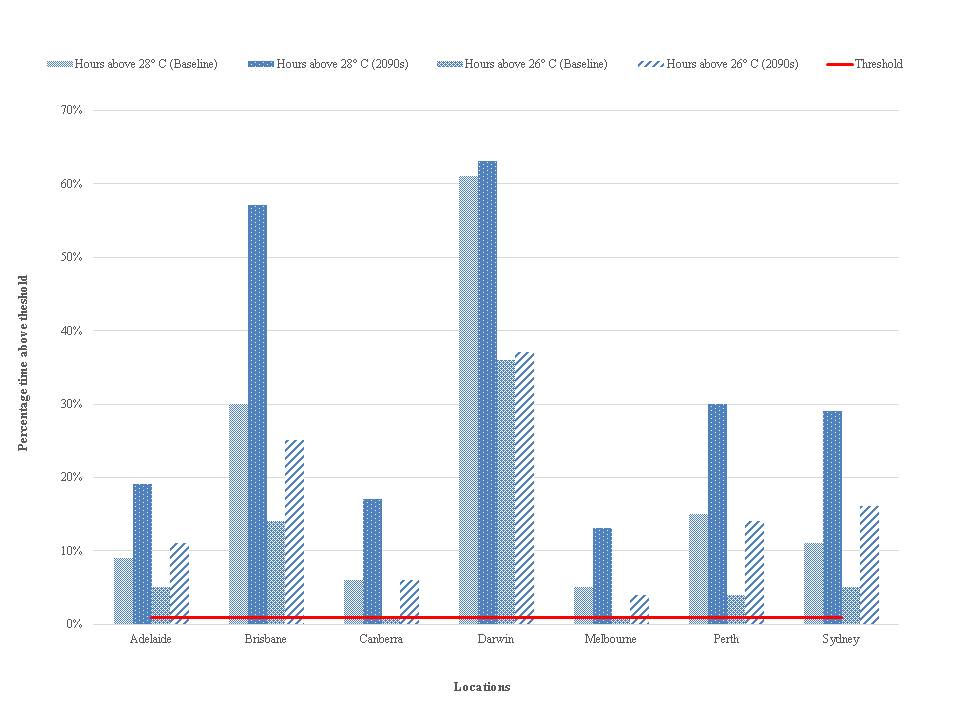 Hours above 28° C (Baseline) Hours above 28° C (2090s) Hours above 26° C (Baseline) Hours above 26° C (2090s) Threshold
70%
60%
50%
40%
30%
20%
10%
0%
Percentage time above theshold
Adelaide Brisbane Canberra Darwin Melbourne Perth Sydney
Locations